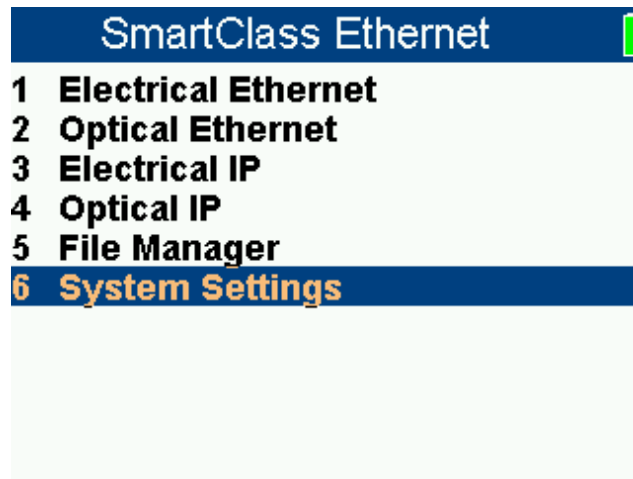 SmartClass Ethernet
1 Electrical Ethernet
2 Optical Ethernet
3 Electrical IP
4 Optical IP
5 File Manager
6 System Settings